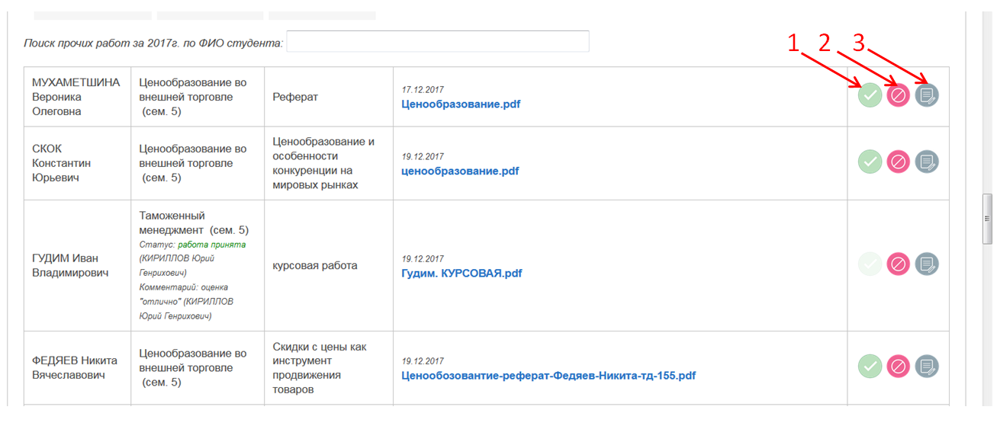 Поиск прочих работ за 2017г. по ФИО студента:
1 2 3
МУХАМЕТШИНА
Вероника
Олеговна
Ценообразование во
внешней торговле
(сем. 5)
Реферат
17.12.2017
Ценообразование.pdf
СКОК
Константин
Юрьевич
Ценообразование во
внешней торговле
(сем. 5)
Ценообразование и
особенности
конкуренции на
мировых рынках
19.12.2017
ценообразование.pdf
ГУДИМ Иван
Владимирович
Таможенный
менеджмент (сем. 5)
Статус: работа принята
(КИРИЛЛОВ Юрий
Генрихович)
Комментарий: оценка
"отлично" (КИРИЛЛОВ
Юрий Генрихович)
курсовая работа
19.12.2017
Гудим. КУРСОВАЯ.pdf
ФЕДЯЕВ Никита
Вячеславович
Ценообразование во
внешней торговле
(сем. 5)
Скидки с цены как
инструмент
продвижения
товаров
19.12.2017
Ценообозовантие-реферат-Федяев-Никита-тд-155.pdf